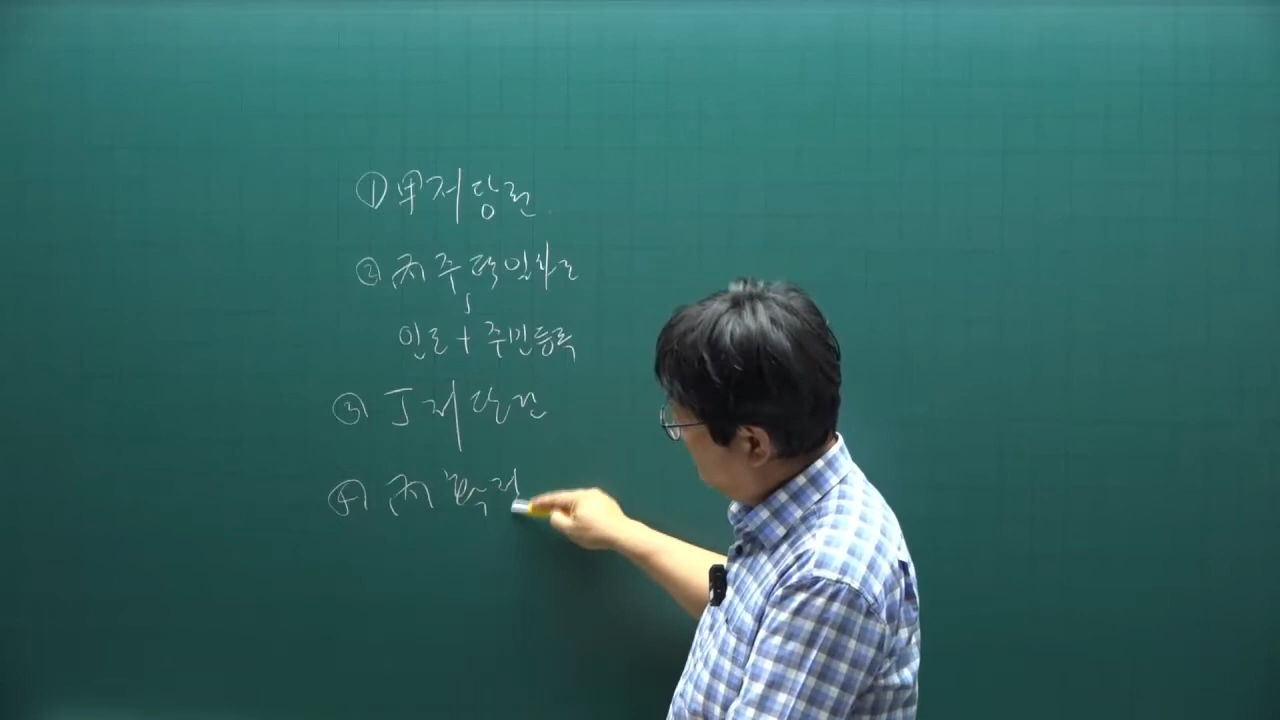 ① 甲 저당권
② 丙 주택임차권
인도 + 주민등록
③ 丁 저당권
④ 丙 확정